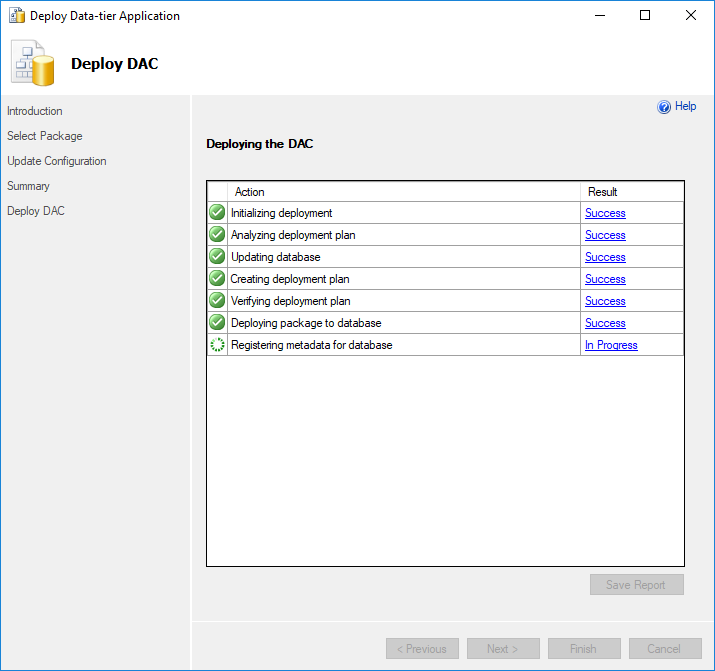 Deploy Data-tier Application
Deploy DAC
Introduction
Select Package
Update Configuration
Summary
Deploy DAC
Help
Deploying the DAC
Action Result
Initializing deployment Success
Analyzing deployment plan Success
Updating database Success
Creating deployment plan Success
Verifying deployment plan Success
Deploying package to database Success
Registering metadata for database In Progress
Save Report
< Previous Next > Finish Cancel